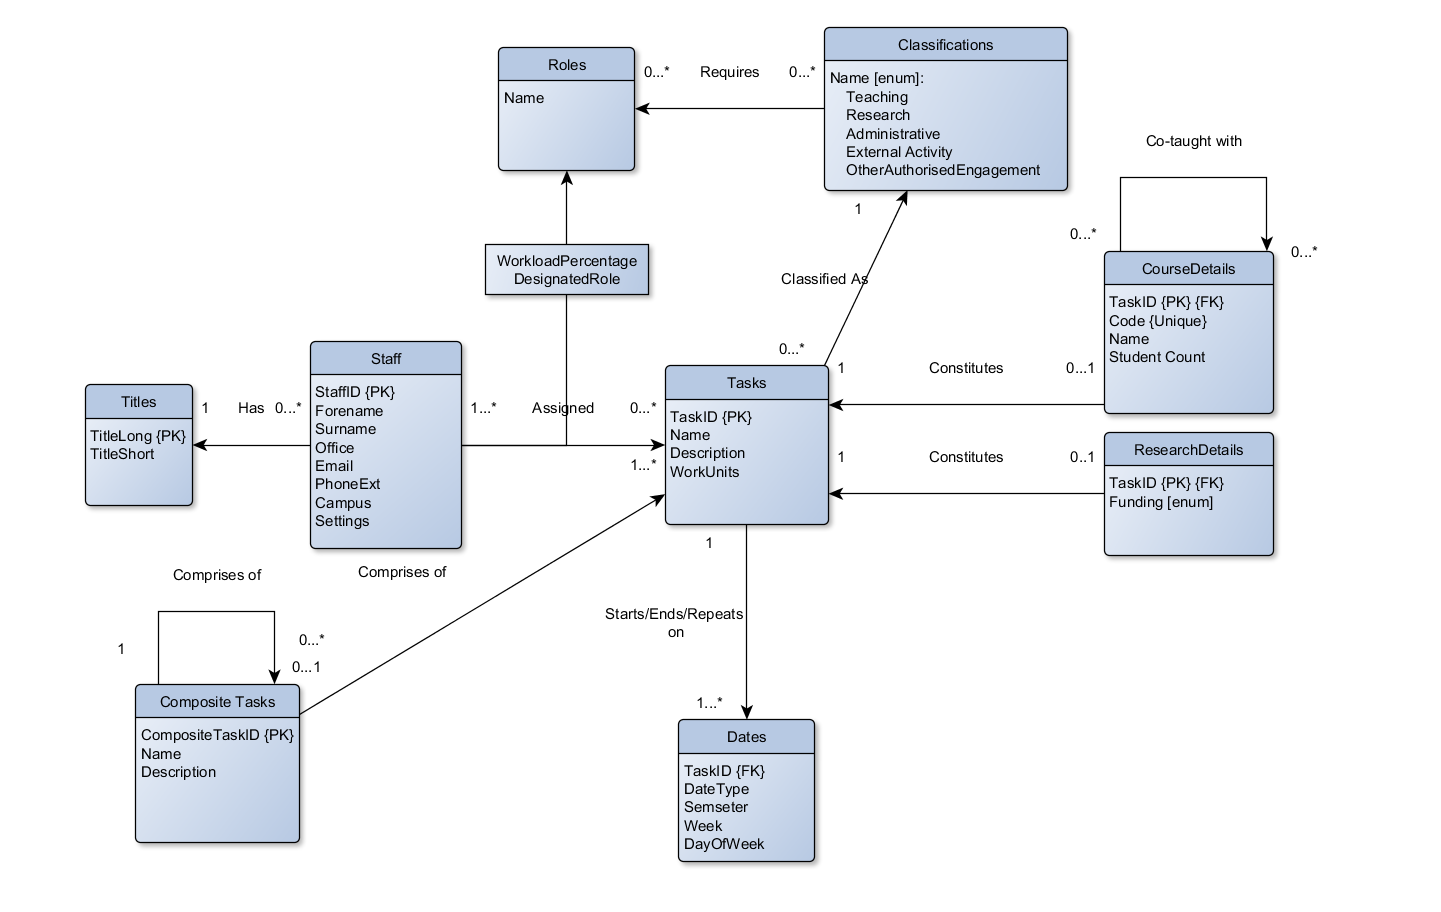 Classifications
Name [enum]:
Teaching
Research
Administrative
External Activity
OtherAuthorisedEngagement
Roles
Name
0...*
Requires
0...*
Co-taught with
0...*
0...*
1
Classified As
0...*
WorkloadPercentage
DesignatedRole
CourseDetails
TaskID {PK} {FK}
Code {Unique}
Name
Student Count
Titles
TitleLong {PK}
TitleShort
1
Has
0...*
Staff
StaffID {PK}
Forename
Surname
Office
Email
PhoneExt
Campus
Settings
1...*
Assigned
0...*
1...*
Tasks
TaskID {PK}
Name
Description
WorkUnits
1
Constitutes
0...1
1
Constitutes
0..1
ResearchDetails
TaskID {PK} {FK}
Funding [enum]
Comprises of
Comprises of
1
0...*
0...1
Composite Tasks
CompositeTaskID {PK}
Name
Description
1
Starts/Ends/Repeats
on
1...*
Dates
TaskID {FK}
DateType
Semseter
Week
DayOfWeek